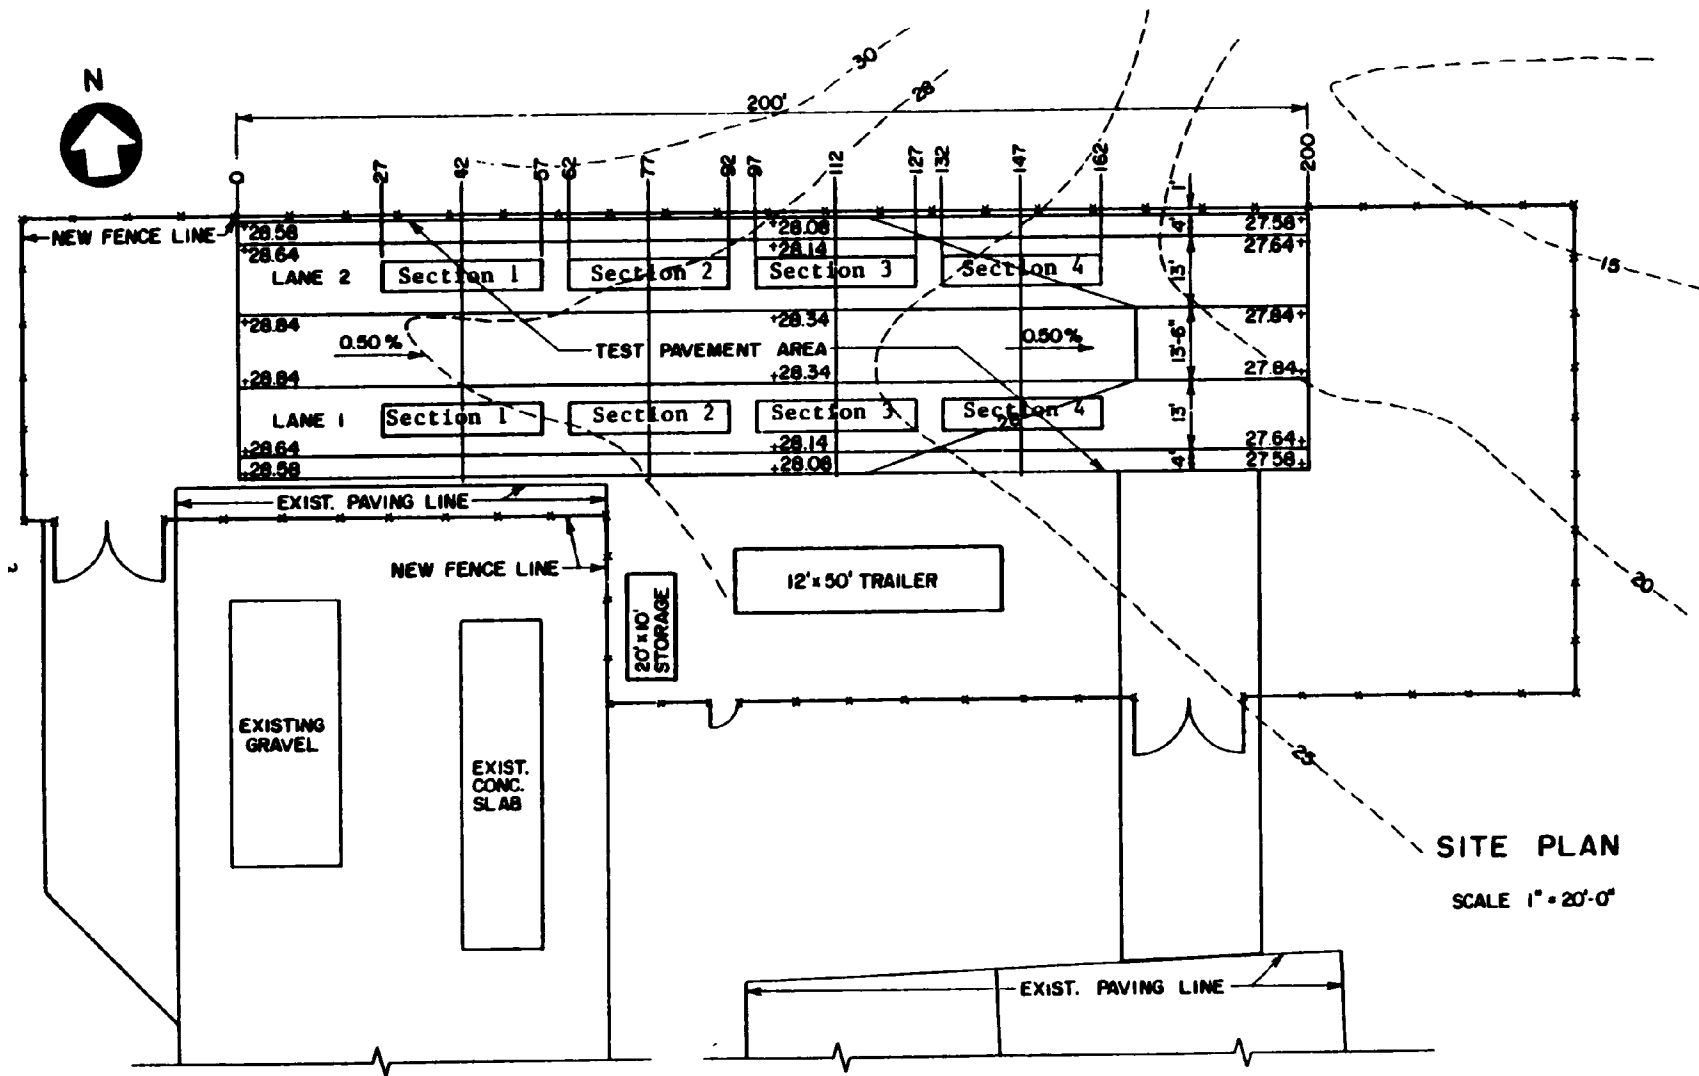 N
30
28
200'
0
27
42
57
62
77
92
97
112
127
132
147
162
200
1'
NEW FENCE LINE
+28.58
+28.08
27.58+
4'
+28.64
+28.14
27.64+
LANE 2
Section 1
Section 2
Section 3
Section 4
13'
15
+28.84
+28.34
27.84+
0.50%
TEST PAVEMENT AREA
0.50%
13'-6"
+28.84
+28.34
27.84+
LANE 1
Section 1
Section 2
Section 3
Section 4
13'
+28.64
+28.14
27.64+
+28.58
+28.08
4'
27.58+
EXIST. PAVING LINE
NEW FENCE LINE
12'x50' TRAILER
20
20'x10'
STORAGE
EXISTING
GRAVEL
EXIST.
CONC.
SLAB
25
SITE PLAN
SCALE 1" = 20'-0"
EXIST. PAVING LINE